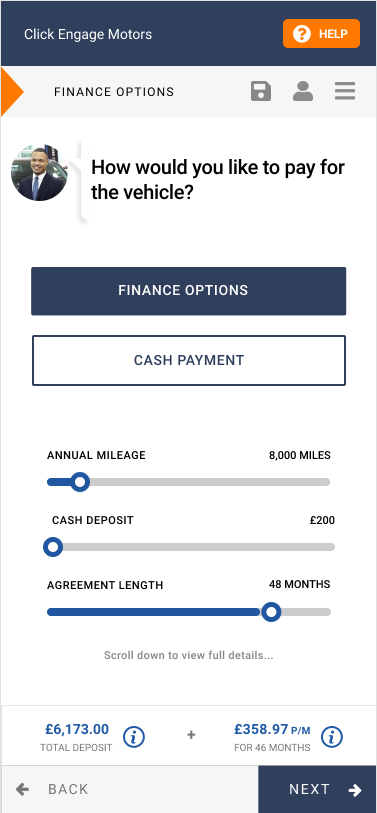 Click Engage Motors
HELP
FINANCE OPTIONS
How would you like to pay for
the vehicle?
FINANCE OPTIONS
CASH PAYMENT
ANNUAL MILEAGE 8,000 MILES
CASH DEPOSIT £200
AGREEMENT LENGTH 48 MONTHS
Scroll down to view full details...
£6,173.00 + £358.97 P/M
TOTAL DEPOSIT FOR 46 MONTHS
BACK NEXT